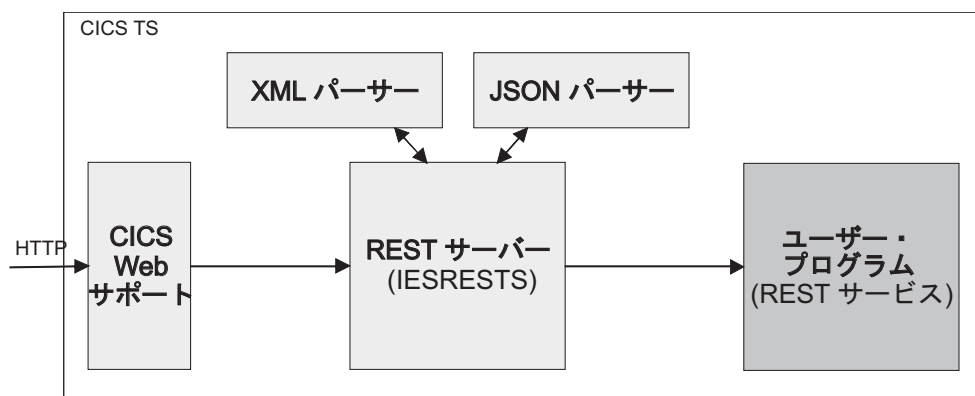 CICS TS
XML パーサー
JSON パーサー
HTTP
CICS
Web
サポート
REST サーバー
(IESRESTS)
ユーザー・
プログラム
(REST サービス)